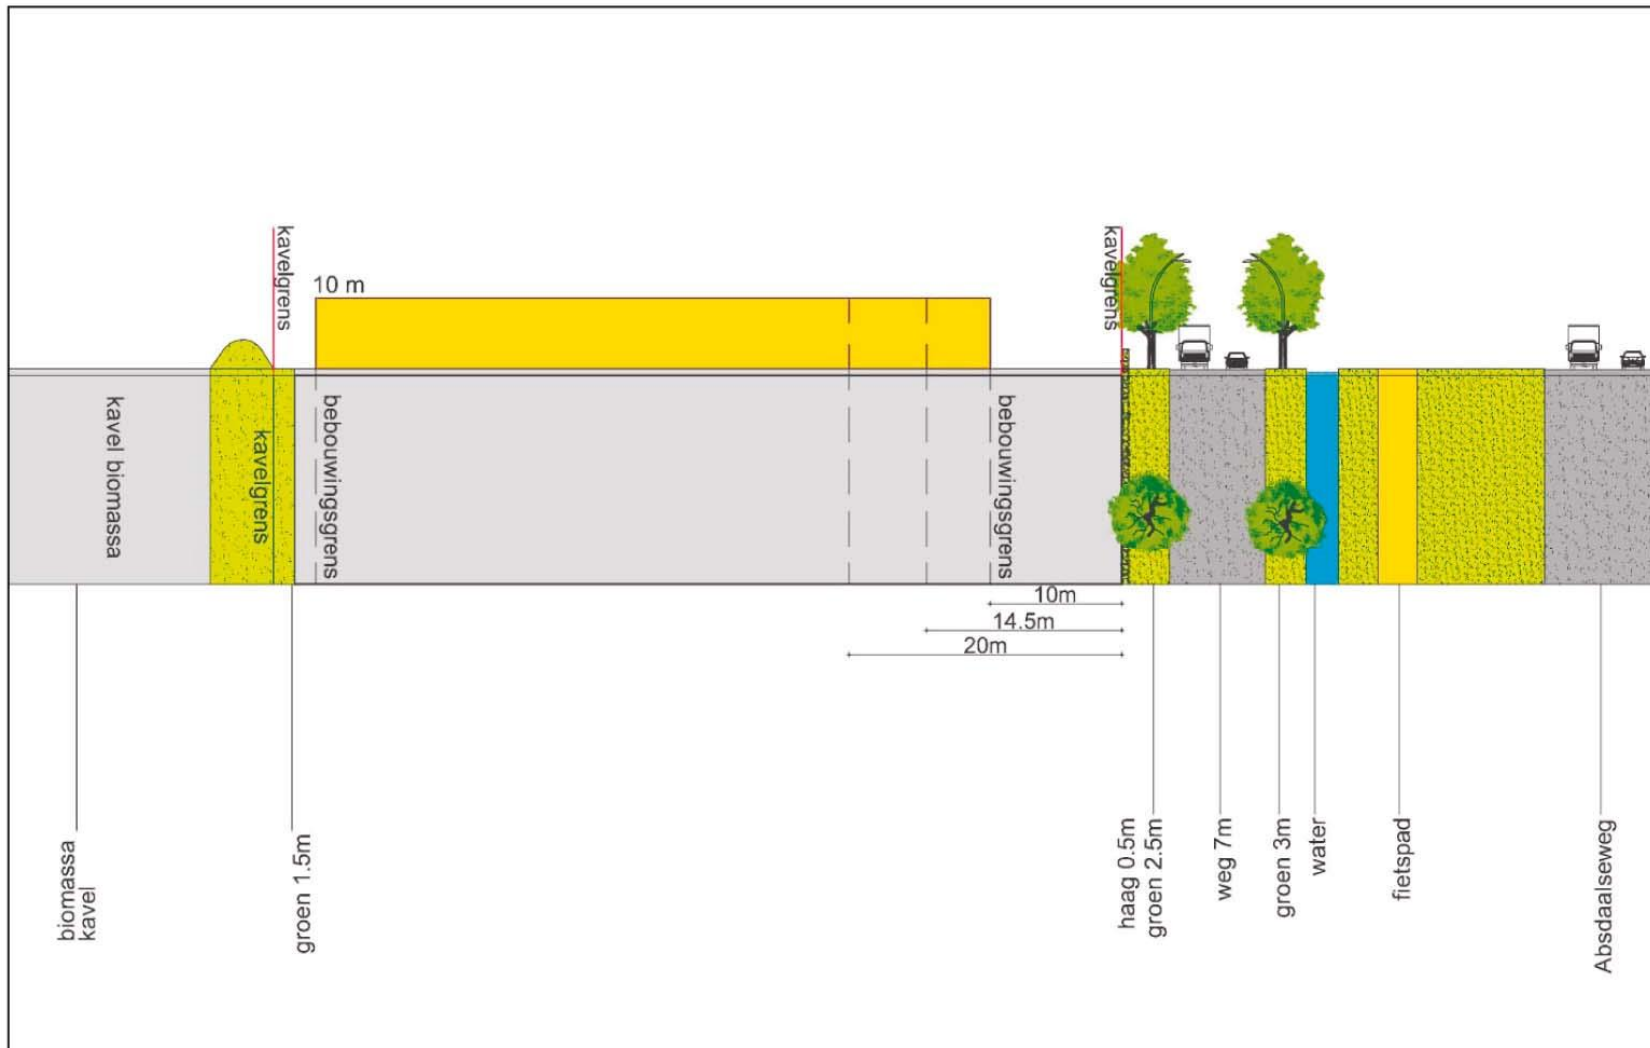 kavelgrens
10 m
kavelgrens
kavel biomassa
kavelgrens
bebouwingsgrens
bebouwingsgrens
10m
14.5m
20m
biomassa
kavel
groen 1.5m
haag 0.5m
groen 2.5m
weg 7m
groen 3m
water
fietspad
Absdaalseweg